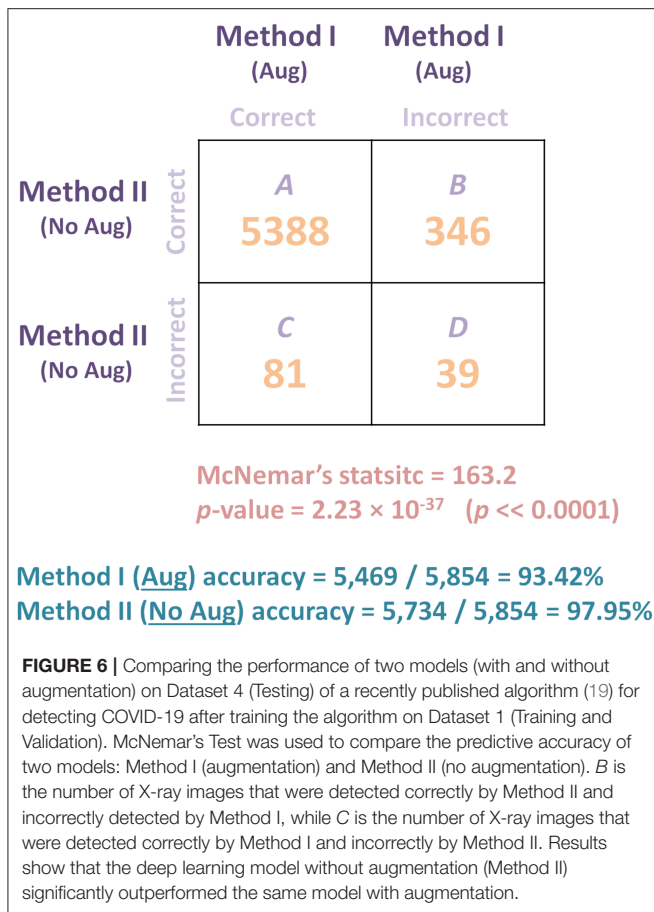 Method I Method I
(Aug) (Aug)
Correct Incorrect
Method II
(No Aug)
Correct
A B
5388 346
Method II
(No Aug)
Incorrect
C D
81 39
McNemar's statsitc = 163.2
p-value = 2.23 × 10⁻³⁷ (p << 0.0001)
Method I (Aug) accuracy = 5,469 / 5,854 = 93.42%
Method II (No Aug) accuracy = 5,734 / 5,854 = 97.95%
FIGURE 6 | Comparing the performance of two models (with and without
augmentation) on Dataset 4 (Testing) of a recently published algorithm (19) for
detecting COVID-19 after training the algorithm on Dataset 1 (Training and
Validation). McNemar's Test was used to compare the predictive accuracy of
two models: Method I (augmentation) and Method II (no augmentation). B is
the number of X-ray images that were detected correctly by Method II and
incorrectly detected by Method I, while C is the number of X-ray images that
were detected correctly by Method I and incorrectly by Method II. Results
show that the deep learning model without augmentation (Method II)
significantly outperformed the same model with augmentation.